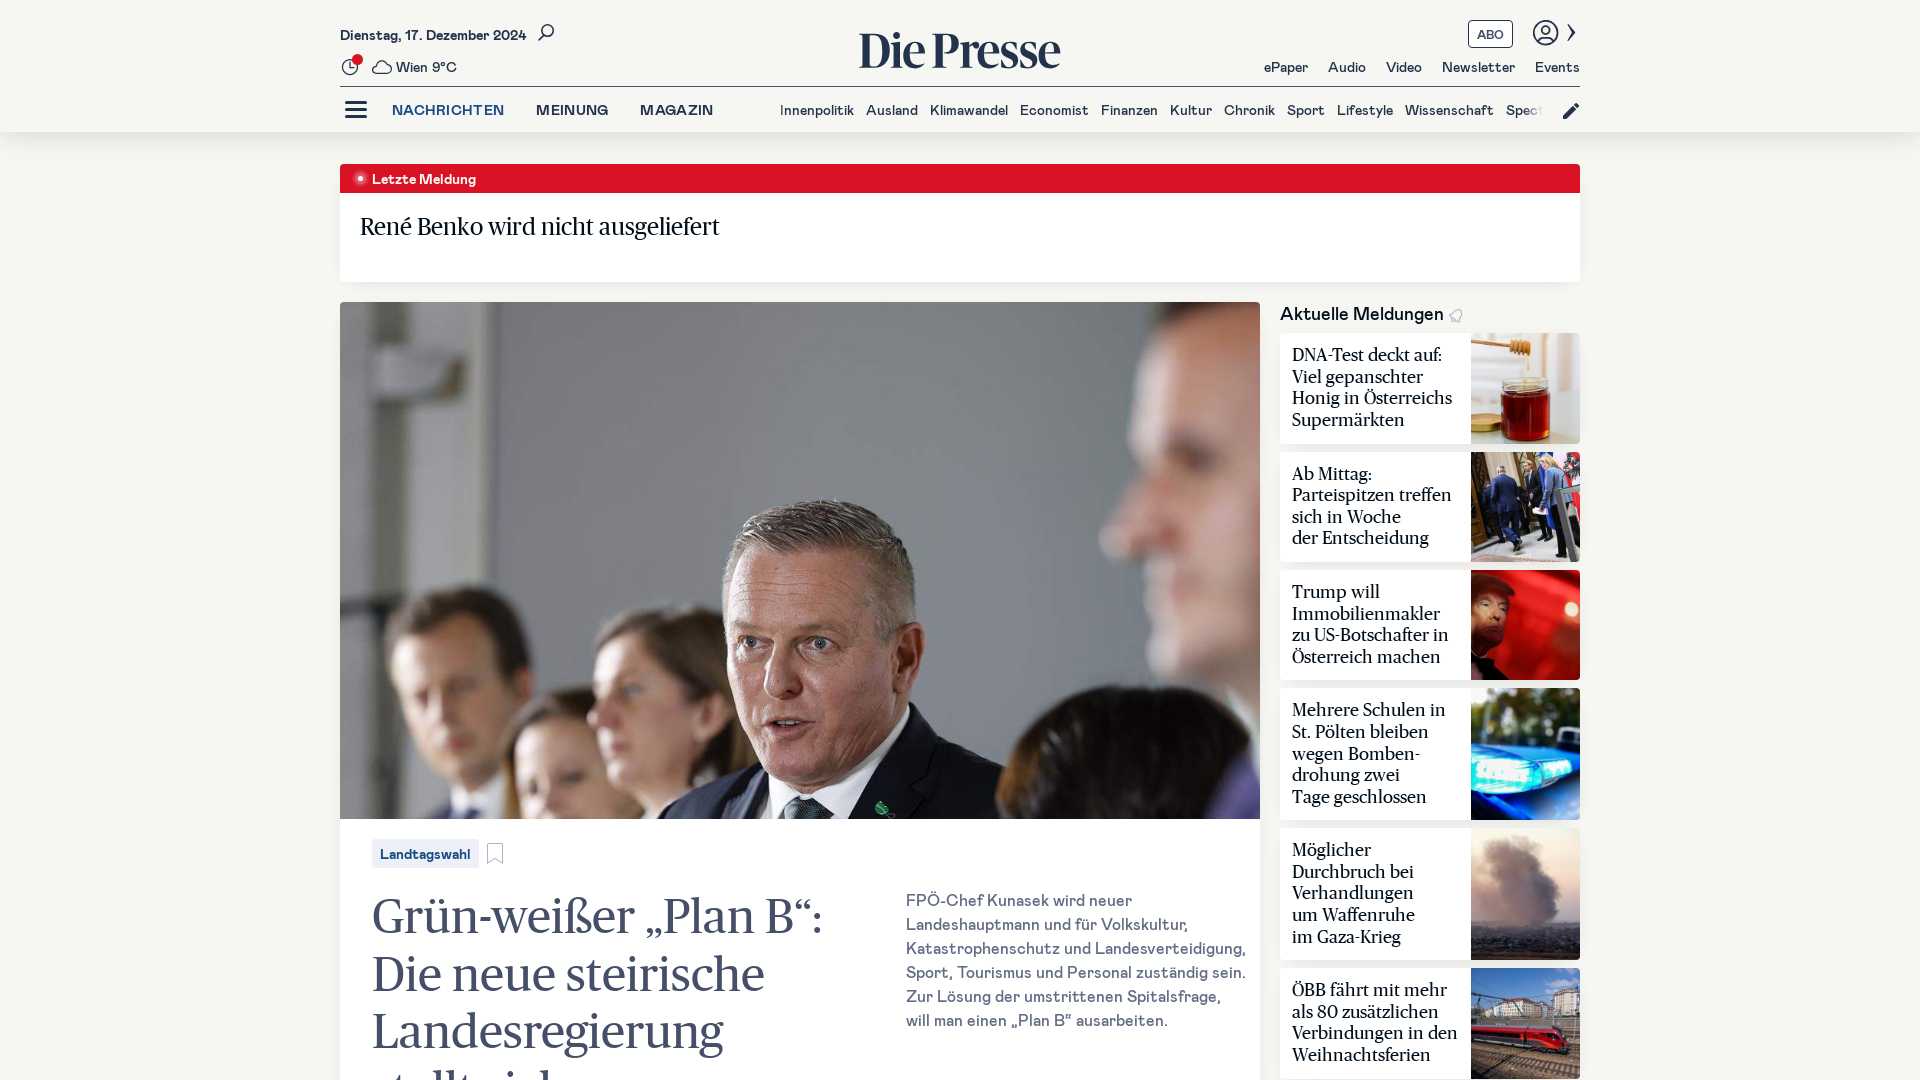 Dienstag, 17. Dezember 2024
Wien 9°C
Die Presse
ABO
ePaper Audio Video Newsletter Events
NACHRICHTEN MEINUNG MAGAZIN
Innenpolitik Ausland Klimawandel Economist Finanzen Kultur Chronik Sport Lifestyle Wissenschaft Spect
Letzte Meldung
René Benko wird nicht ausgeliefert
Landtagswahl
Grün-weißer „Plan B“:
Die neue steirische
Landesregierung
FPÖ-Chef Kunasek wird neuer
Landeshauptmann und für Volkskultur,
Katastrophenschutz und Landesverteidigung,
Sport, Tourismus und Personal zuständig sein.
Zur Lösung der umstrittenen Spitalsfrage,
will man einen „Plan B“ ausarbeiten.
Aktuelle Meldungen
DNA-Test deckt auf:
Viel gepanschter
Honig in Österreichs
Supermärkten
Ab Mittag:
Parteispitzen treffen
sich in Woche
der Entscheidung
Trump will
Immobilienmakler
zu US-Botschafter in
Österreich machen
Mehrere Schulen in
St. Pölten bleiben
wegen Bomben-
drohung zwei
Tage geschlossen
Möglicher
Durchbruch bei
Verhandlungen
um Waffenruhe
im Gaza-Krieg
ÖBB fährt mit mehr
als 80 zusätzlichen
Verbindungen in den
Weihnachtsferien